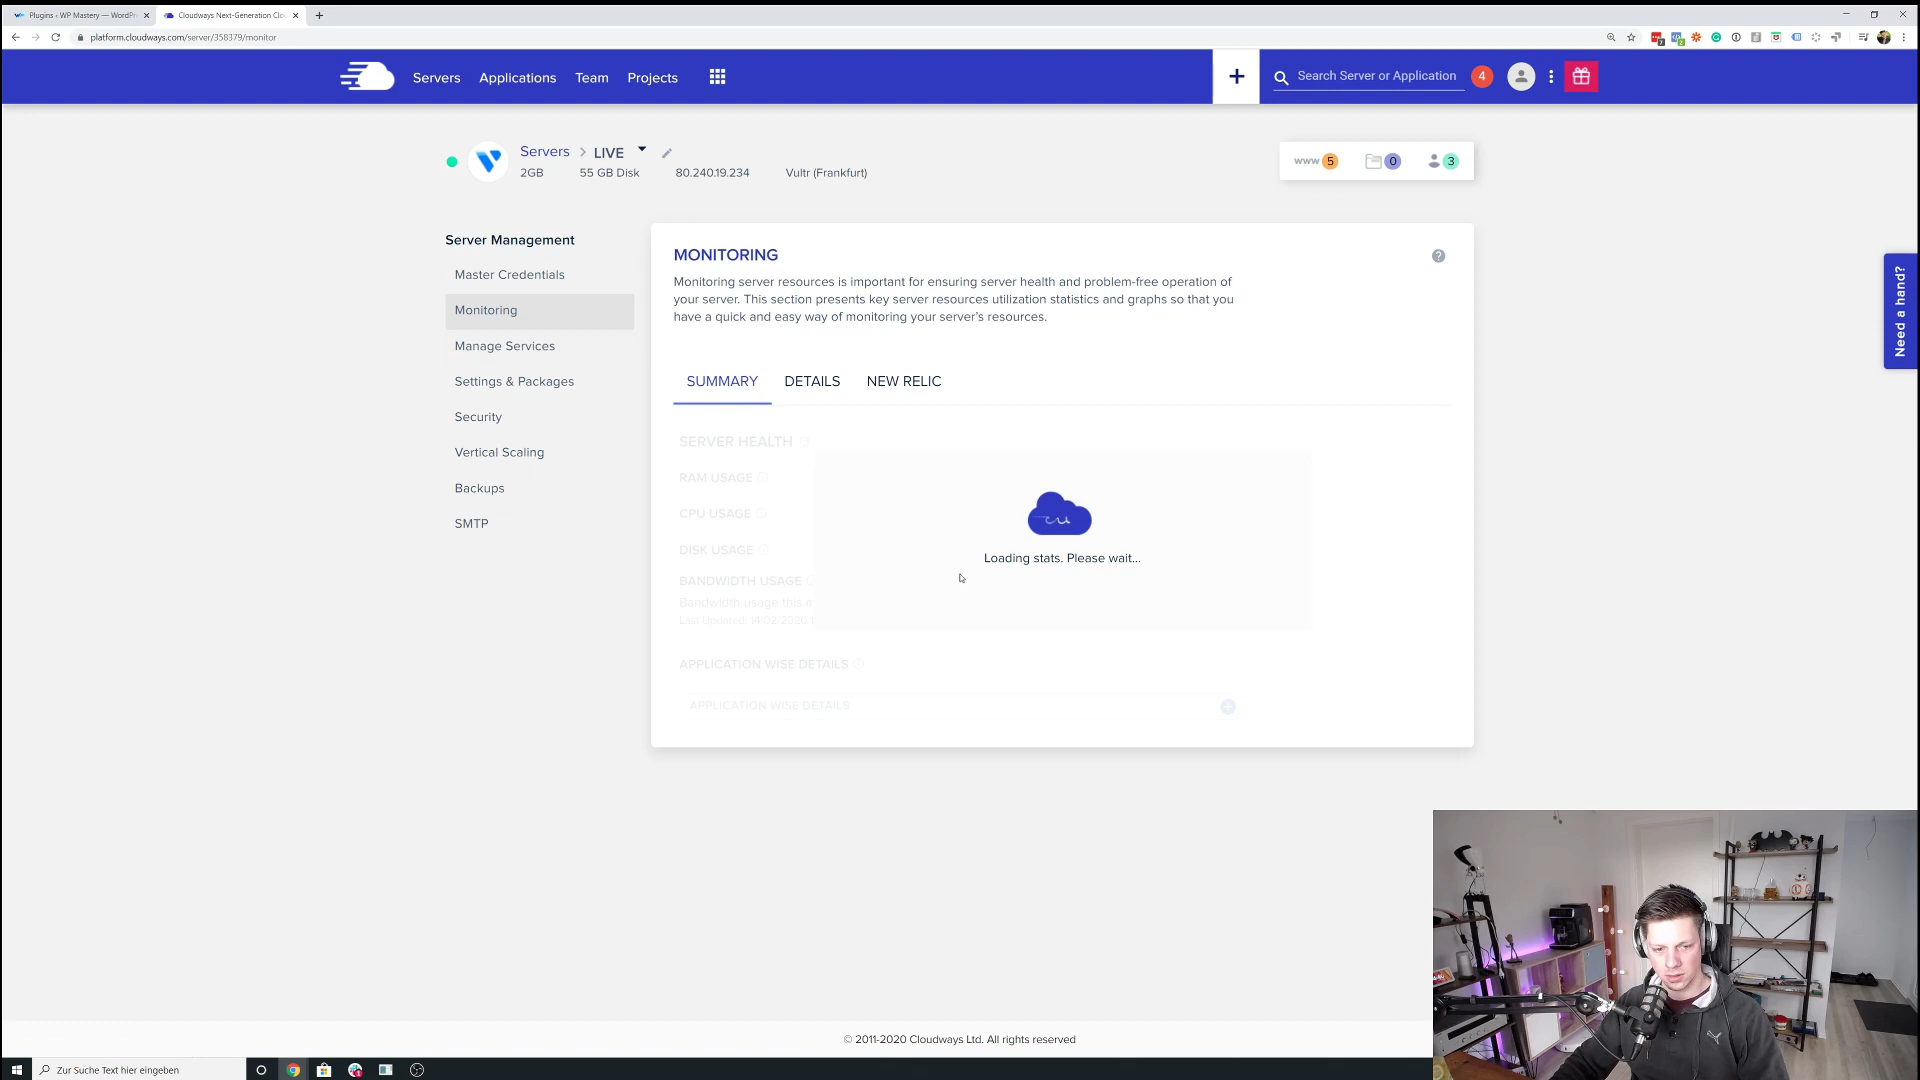 Plugins ‹ WP Mastery — WordPr
Cloudways Next-Generation Clo
platform.cloudways.com/server/358379/monitor
Servers
Applications
Team
Projects
Search Server or Application
4
Servers
LIVE
2GB
55 GB Disk
80.240.19.234
Vultr (Frankfurt)
www 5
0
3
Server Management
Master Credentials
Monitoring
Manage Services
Settings & Packages
Security
Vertical Scaling
Backups
SMTP
MONITORING
Monitoring server resources is important for ensuring server health and problem-free operation of
your server. This section presents key server resources utilization statistics and graphs so that you
have a quick and easy way of monitoring your server's resources.
SUMMARY
DETAILS
NEW RELIC
SERVER HEALTH
RAM USAGE
CPU USAGE
DISK USAGE
BANDWIDTH USAGE
Bandwidth usage this
Last Updated: 14/02/2020
Loading stats. Please wait...
APPLICATION WISE DETAILS
APPLICATION WISE DETAILS
Need a hand?
© 2011-2020 Cloudways Ltd. All rights reserved
Zur Suche Text hier eingeben